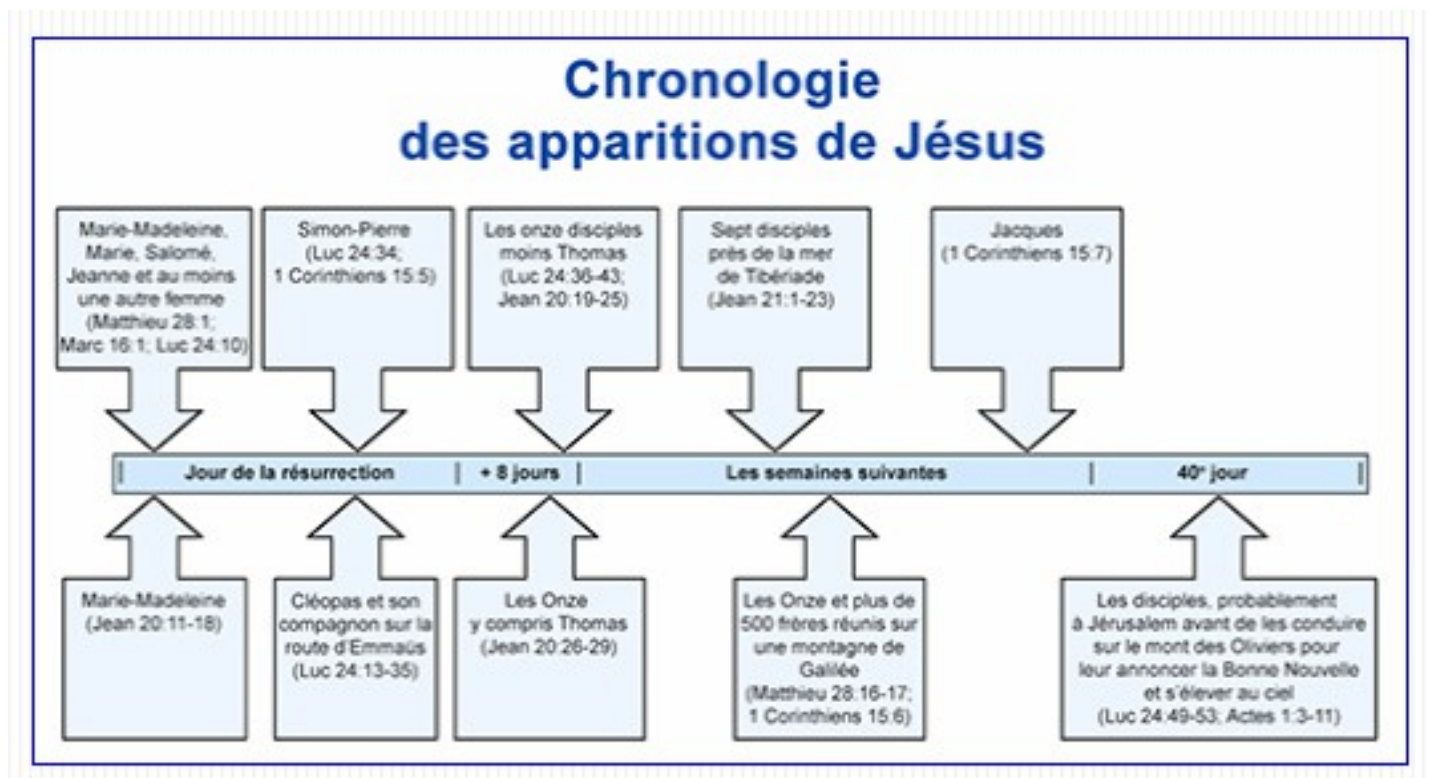 Chronologie
des apparitions de Jésus
Marie-Madeleine,
Marie, Salomé,
Jeanne et au moins
une autre femme
(Matthieu 28:1;
Marc 16:1; Luc 24:10)
Simon-Pierre
(Luc 24:34;
1 Corinthiens 15:5)
Les onze disciples
moins Thomas
(Luc 24:36-43;
Jean 20:19-25)
Sept disciples
près de la mer
de Tibériade
(Jean 21:1-23)
Jacques
(1 Corinthiens 15:7)
Jour de la résurrection
+ 8 jours
Les semaines suivantes
40e jour
Marie-Madeleine
(Jean 20:11-18)
Cléopas et son
compagnon sur la
route d'Emmaüs
(Luc 24:13-35)
Les Onze
y compris Thomas
(Jean 20:26-29)
Les Onze et plus de
500 frères réunis sur
une montagne de
Galilée
(Matthieu 28:16-17;
1 Corinthiens 15:6)
Les disciples, probablement
à Jérusalem avant de les conduire
sur le mont des Oliviers pour
leur annoncer la Bonne Nouvelle
et s'élever au ciel
(Luc 24:49-53; Actes 1:3-11)